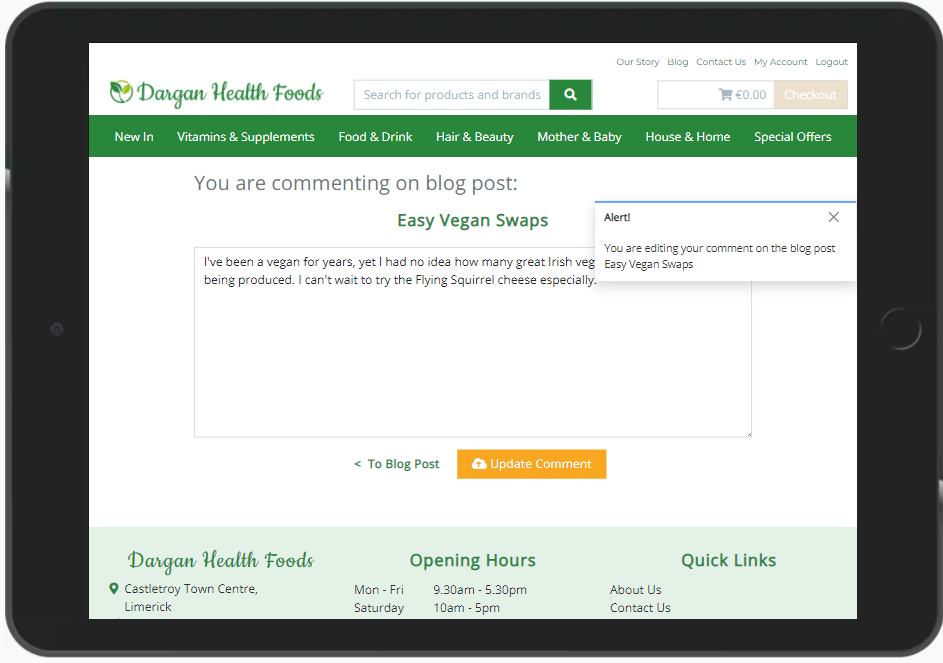 Our Story Blog Contact Us My Account Logout
Dargan Health Foods
Search for products and brands
€0.00 Checkout
New In Vitamins & Supplements Food & Drink Hair & Beauty Mother & Baby House & Home Special Offers
You are commenting on blog post:
Easy Vegan Swaps
Alert!
You are editing your comment on the blog post
Easy Vegan Swaps
I've been a vegan for years, yet I had no idea how many great Irish veg
being produced. I can't wait to try the Flying Squirrel cheese especially.
< To Blog Post Update Comment
Dargan Health Foods
Castletroy Town Centre,
Limerick
Opening Hours
Mon - Fri 9.30am - 5.30pm
Saturday 10am - 5pm
Quick Links
About Us
Contact Us